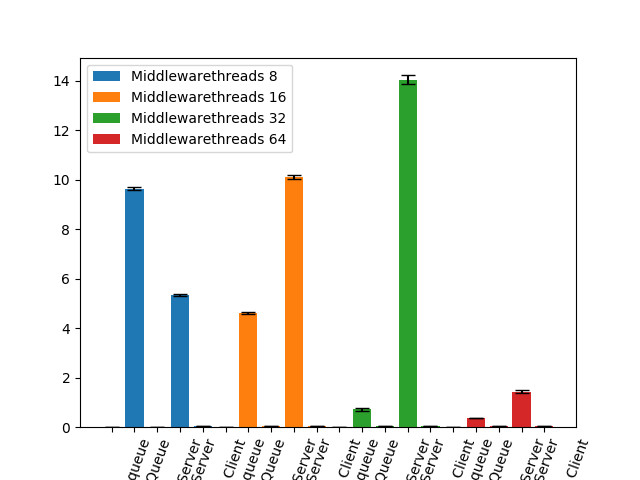 Middlewarethreads 8
Middlewarethreads 16
Middlewarethreads 32
Middlewarethreads 64
14
12
10
8
6
4
2
0
queue
Queue
Server
Server
Client
queue
Queue
Server
Server
Client
queue
Queue
Server
Server
Client
queue
Queue
Server
Server
Client